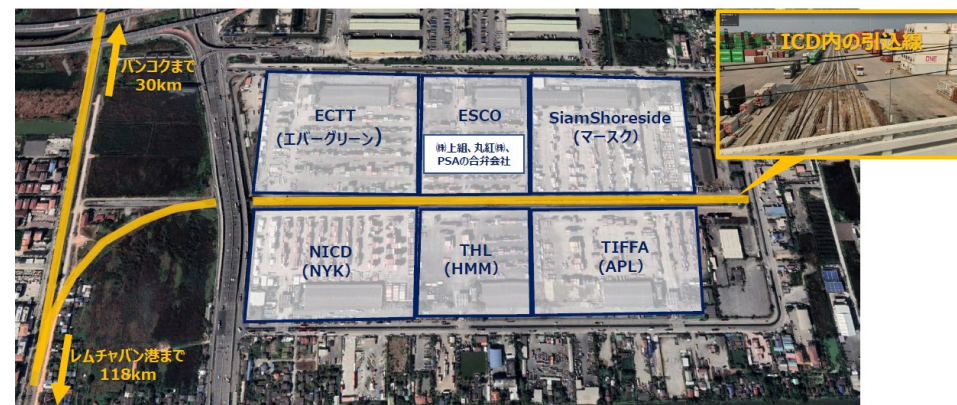 バンコクまで
30km
ECTT
(エバーグリーン)
ESCO
㈱上組、丸紅㈱、
PSAの合弁会社
SiamShoreside
(マースク)
ICD内の引込線
NICD
(NYK)
THL
(HMM)
TIFFA
(APL)
レムチャバン港まで
118km